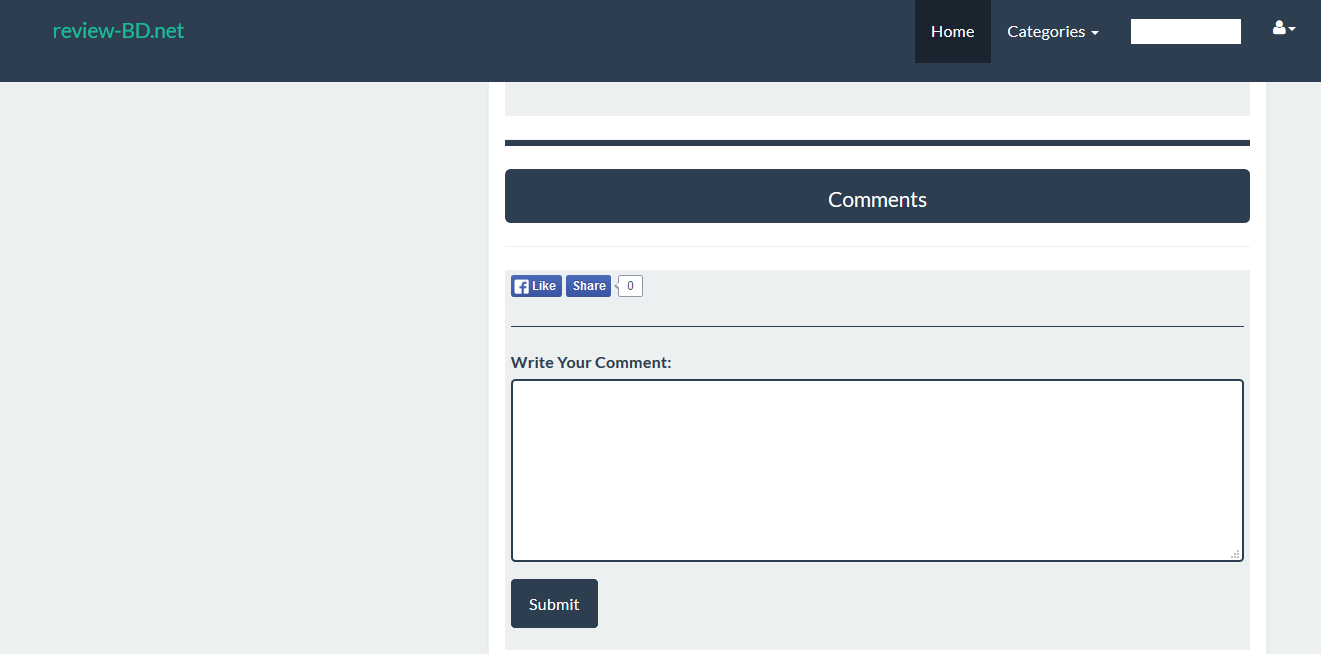 review-BD.net
Home Categories
Comments
Like Share 0
Write Your Comment:
Submit